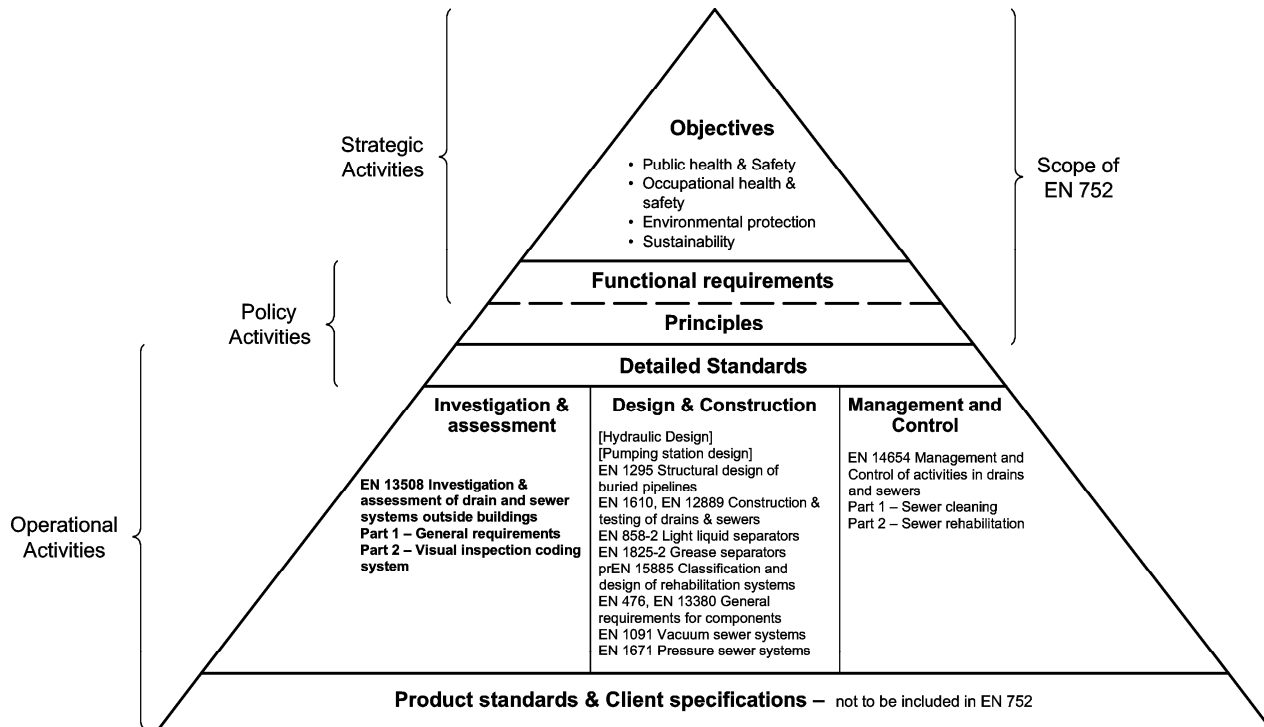 Objectives
• Public health & Safety
• Occupational health &
safety
• Environmental protection
• Sustainability
Strategic
Activities
Scope of
EN 752
Functional requirements
Policy
Activities
Principles
Detailed Standards
Investigation &
assessment
EN 13508 Investigation &
assessment of drain and sewer
systems outside buildings
Part 1 – General requirements
Part 2 – Visual inspection coding
system
Design & Construction
[Hydraulic Design]
[Pumping station design]
EN 1295 Structural design of
buried pipelines
EN 1610, EN 12889 Construction &
testing of drains & sewers
EN 858-2 Light liquid separators
EN 1825-2 Grease separators
prEN 15885 Classification and
design of rehabilitation systems
EN 476, EN 13380 General
requirements for components
EN 1091 Vacuum sewer systems
EN 1671 Pressure sewer systems
Management and
Control
EN 14654 Management and
Control of activities in drains
and sewers
Part 1 – Sewer cleaning
Part 2 – Sewer rehabilitation
Operational
Activities
Product standards & Client specifications – not to be included in EN 752